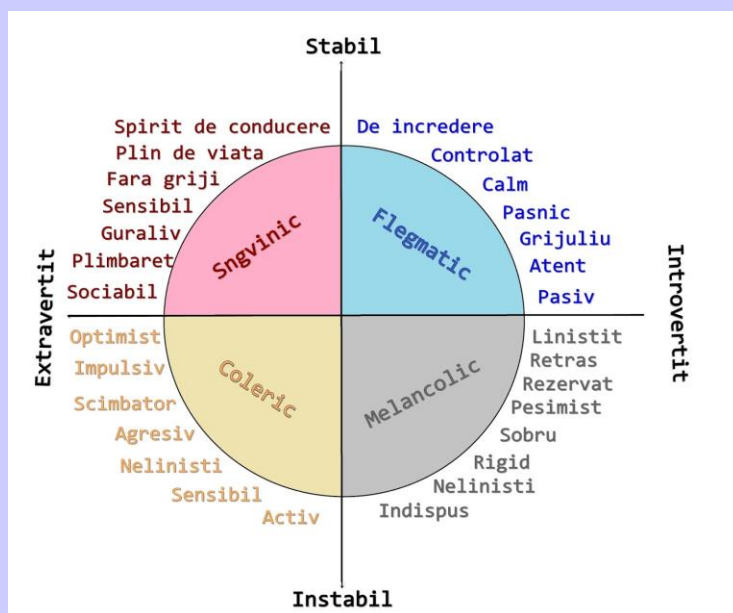 Stabil
Spirit de conducere
Plin de viata
Fara griji
Sensibil
Guraliv
Plimbaret
Sociabil
Sngvinic
De incredere
Controlat
Calm
Pasnic
Grijuliu
Atent
Pasiv
Flegmatic
Extravertit
Introvertit
Optimist
Impulsiv
Scimbator
Agresiv
Nelinisti
Sensibil
Activ
Coleric
Linistit
Retras
Rezervat
Pesimist
Sobru
Rigid
Nelinisti
Indispus
Melancolic
Instabil